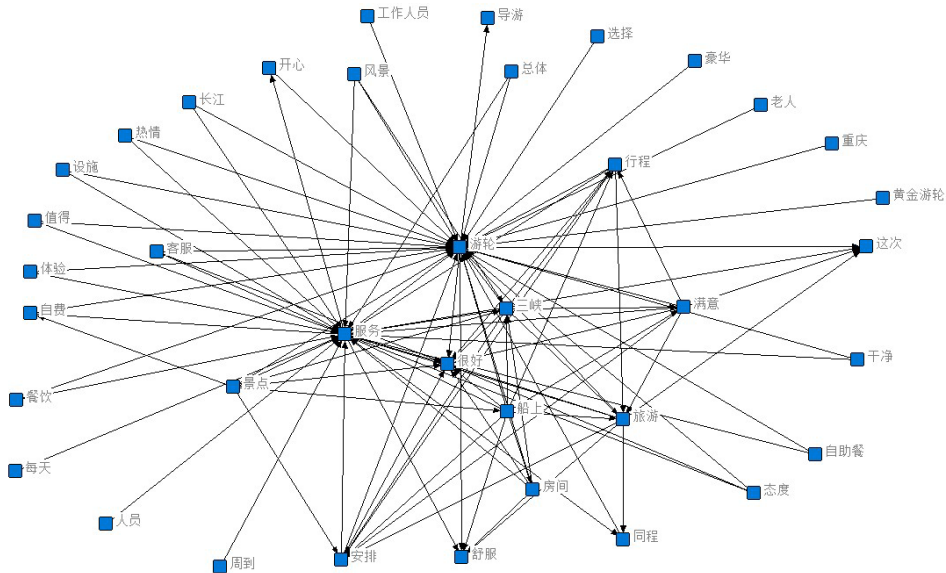 工作人员
导游
选择
豪华
开心
风景
总体
长江
老人
热情
重庆
设施
行程
黄金游轮
值得
客服
游轮
这次
体验
自费
三峡
满意
服务
很好
干净
景点
餐饮
船上
旅游
自助餐
每天
房间
态度
人员
同程
周到
安排
舒服